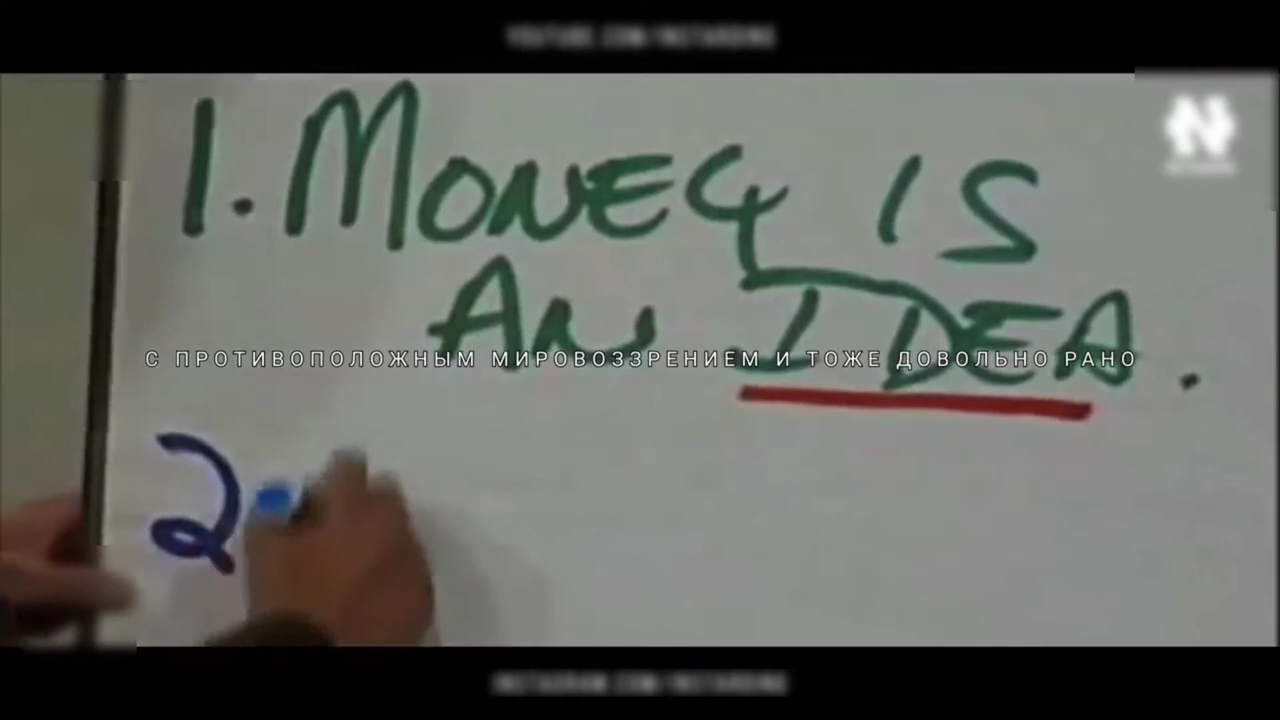 1. MONEY IS
AN IDEA.
С ПРОТИВОПОЛОЖНЫМ МИРОВОЗЗРЕНИЕМ И ТОЖЕ ДОВОЛЬНО РАНО
2